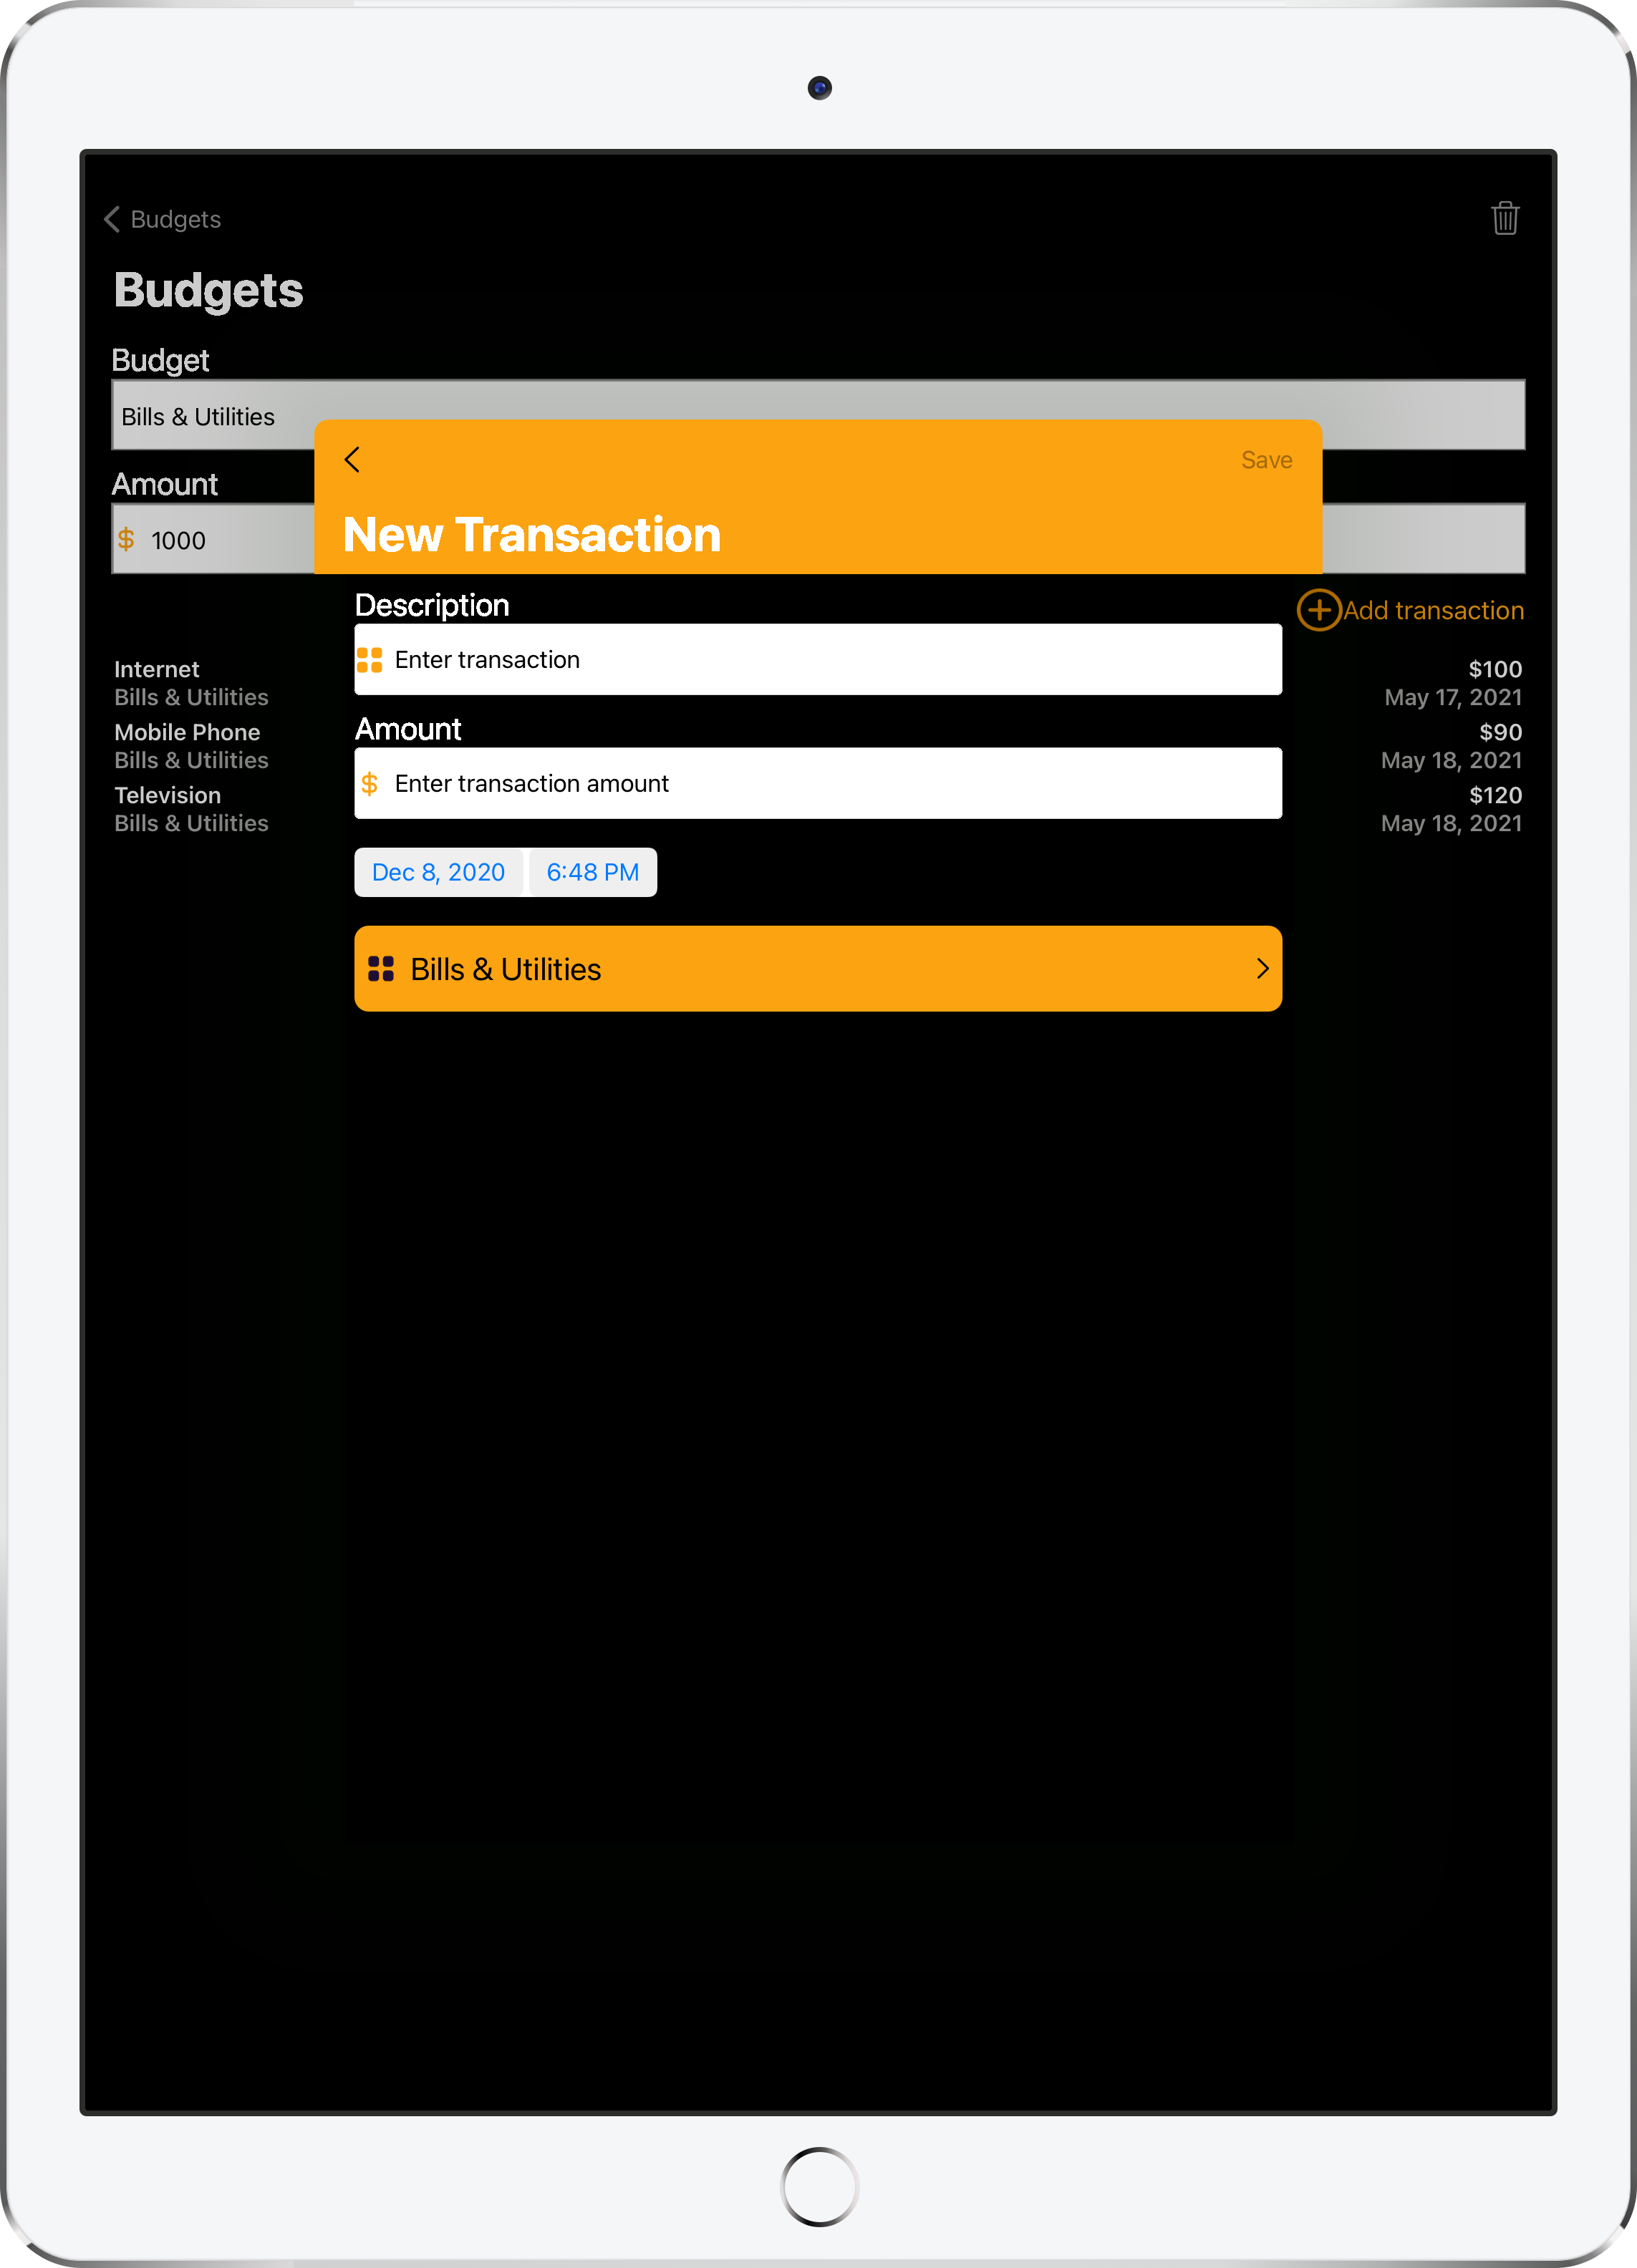 Budgets
Budgets
Budget
Bills & Utilities
Amount
$ 1000
Save
New Transaction
Description
Enter transaction
Amount
Enter transaction amount
Dec 8, 2020 6:48 PM
Bills & Utilities
Add transaction
Internet $100
Bills & Utilities May 17, 2021
Mobile Phone $90
Bills & Utilities May 18, 2021
Television $120
Bills & Utilities May 18, 2021